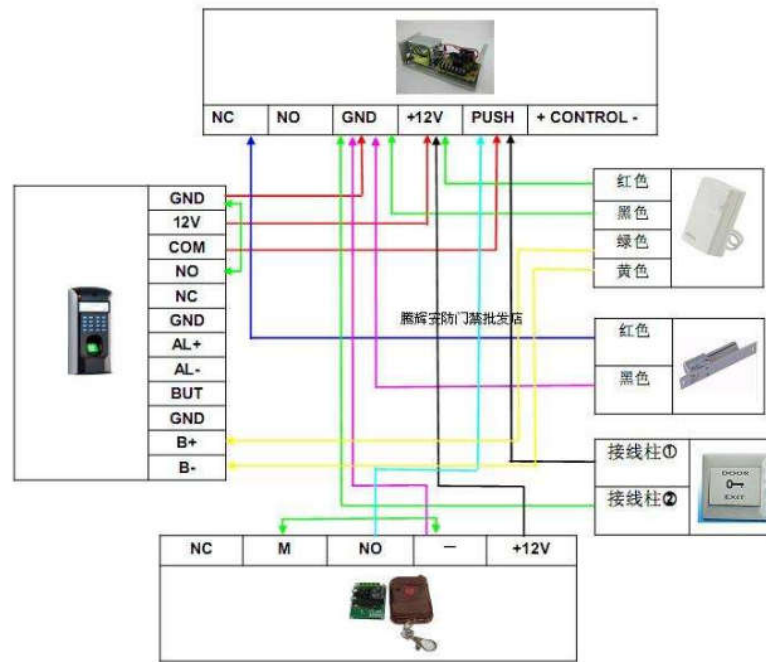 NC NO GND +12V PUSH + CONTROL -
GND
12V
COM
NO
NC
GND
AL+
AL-
BUT
GND
B+
B-
红色
黑色
绿色
黄色
腾辉安防门禁批发店
红色
黑色
接线柱①
接线柱②
DOOR
EXIT
NC M NO — +12V